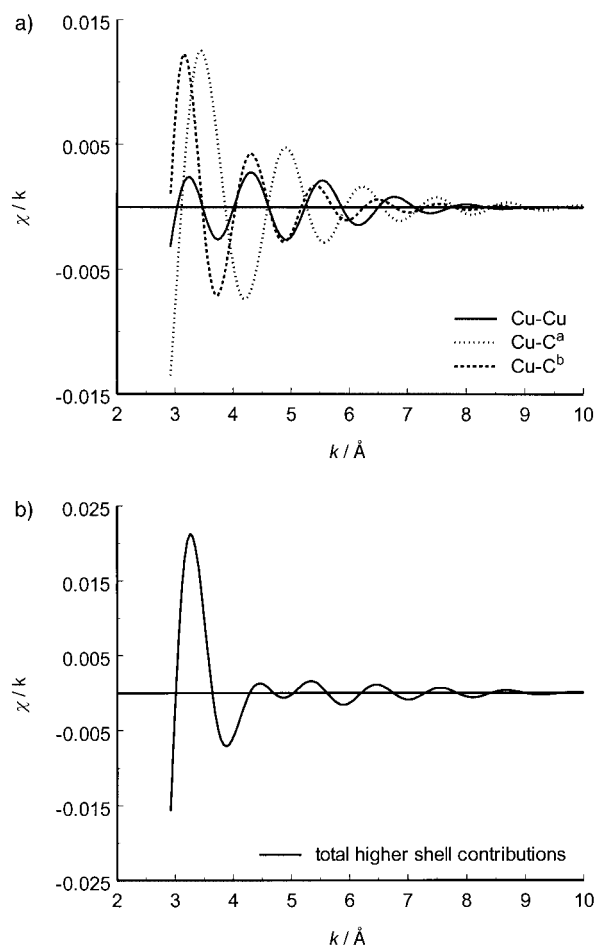 a)
0.015
0.005
-0.005
-0.015
χ / k
Cu-Cu
Cu-Cᵃ
Cu-Cᵇ
2 3 4 5 6 7 8 9 10
k / Å
b)
0.025
0.015
0.005
-0.005
-0.015
-0.025
χ / k
total higher shell contributions
2 3 4 5 6 7 8 9 10
k / Å